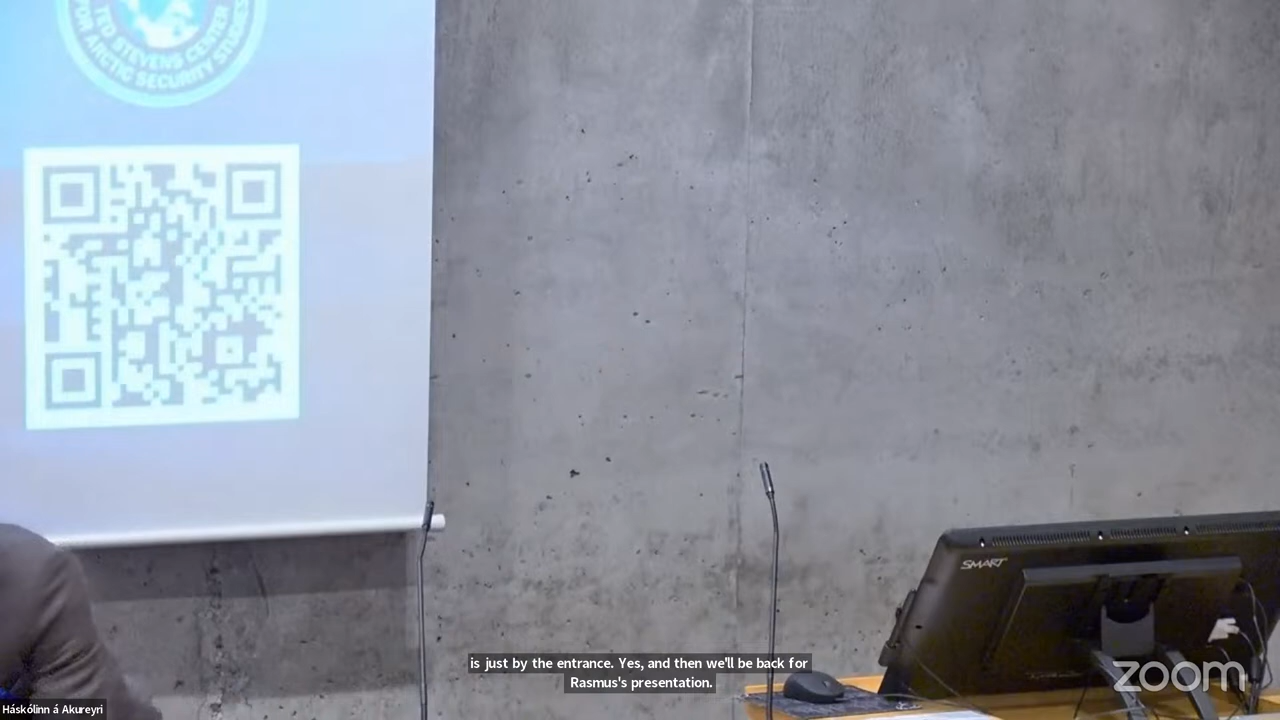 TED STEVENS CENTER
FOR ARCTIC SECURITY STUDIES
SMART
is just by the entrance. Yes, and then we'll be back for
Rasmus's presentation.
Háskólinn á Akureyri
zoom